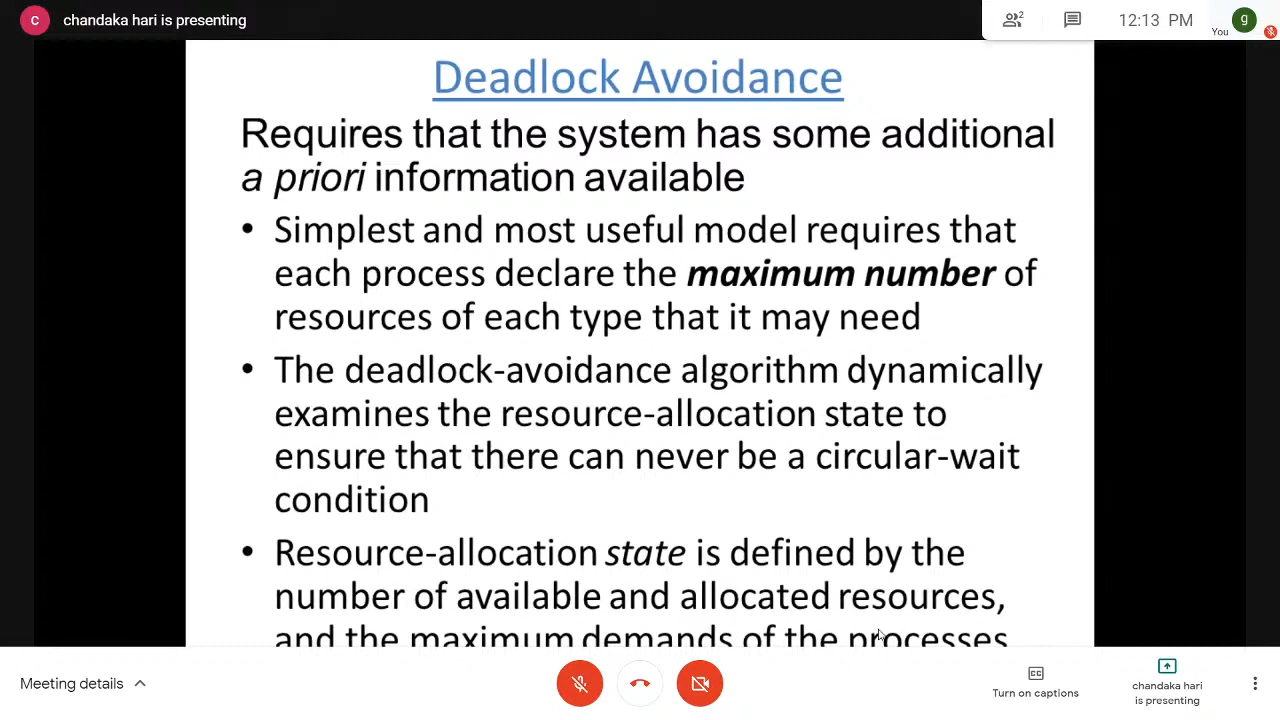 c
chandaka hari is presenting
2
12:13 PM
You
g
Deadlock Avoidance
Requires that the system has some additional
a priori information available
• Simplest and most useful model requires that
each process declare the maximum number of
resources of each type that it may need
• The deadlock-avoidance algorithm dynamically
examines the resource-allocation state to
ensure that there can never be a circular-wait
condition
• Resource-allocation state is defined by the
number of available and allocated resources,
and the maximum demands of the processes
Meeting details
CC
Turn on captions
chandaka hari
is presenting